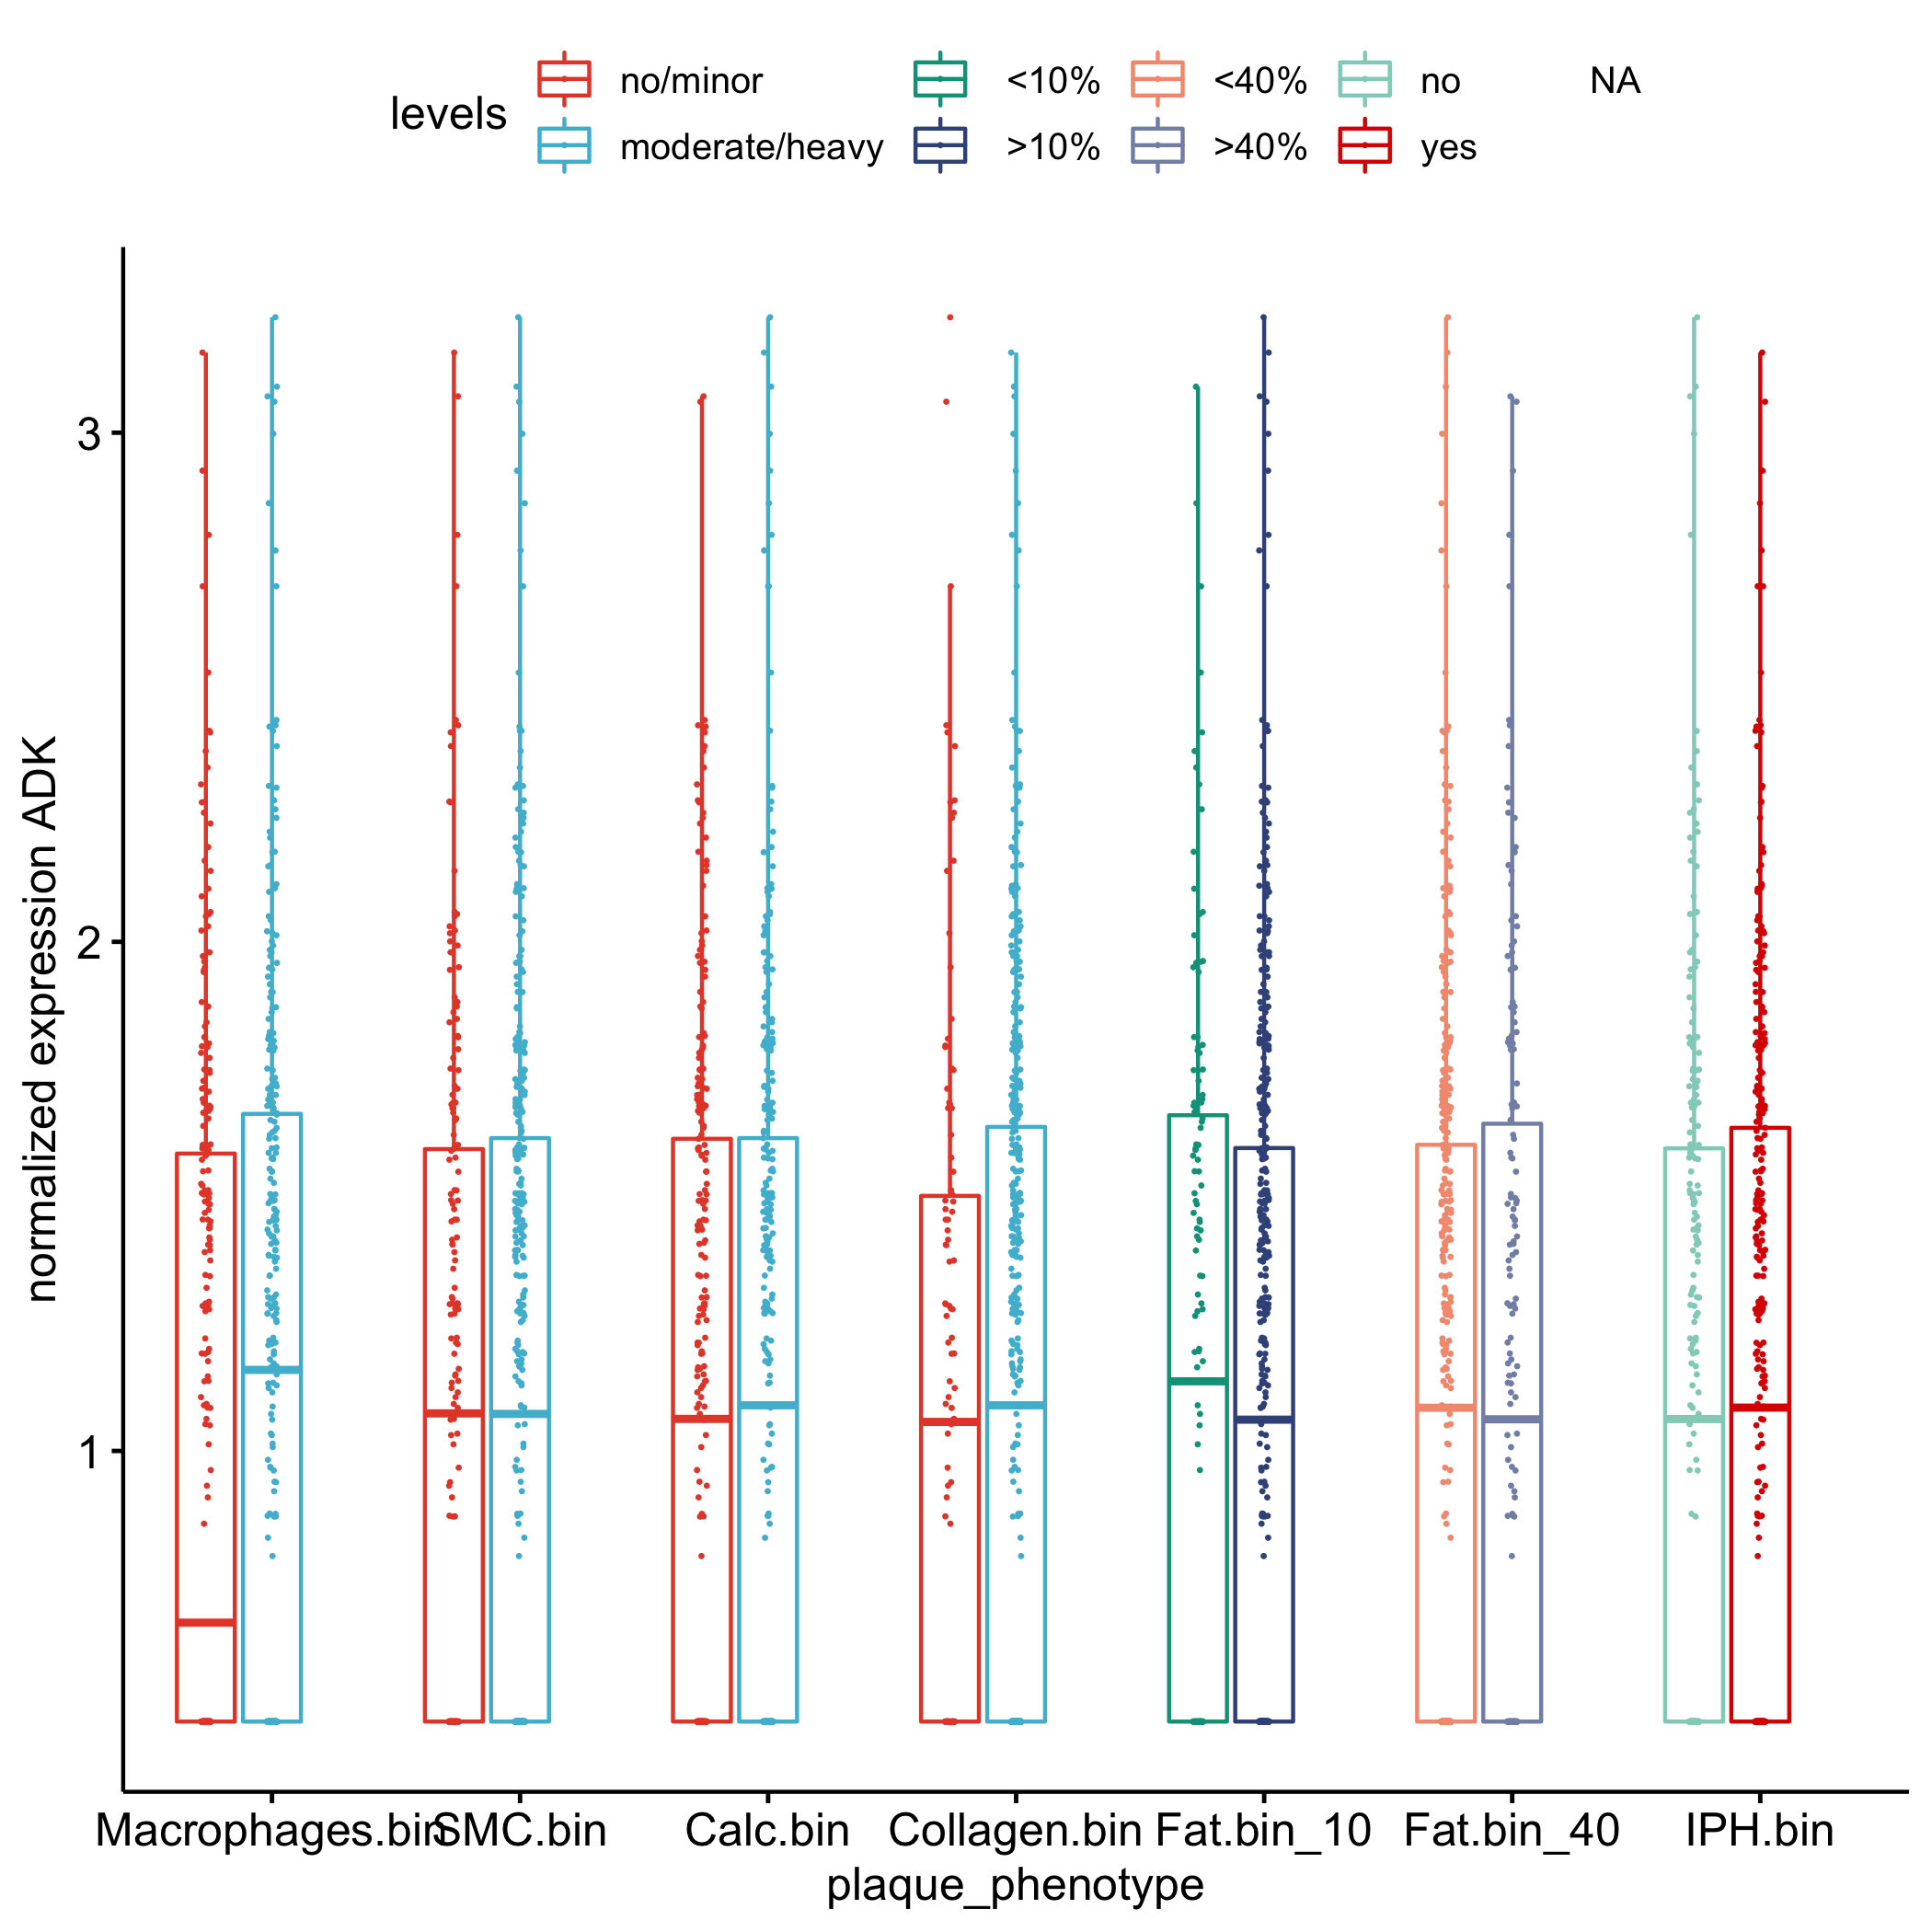 levels
no/minor <10% <40% no NA
moderate/heavy >10% >40% yes
normalized expression ADK
3
2
1
Macrophages.bin SMC.bin Calc.bin Collagen.bin Fat.bin_10 Fat.bin_40 IPH.bin
plaque_phenotype